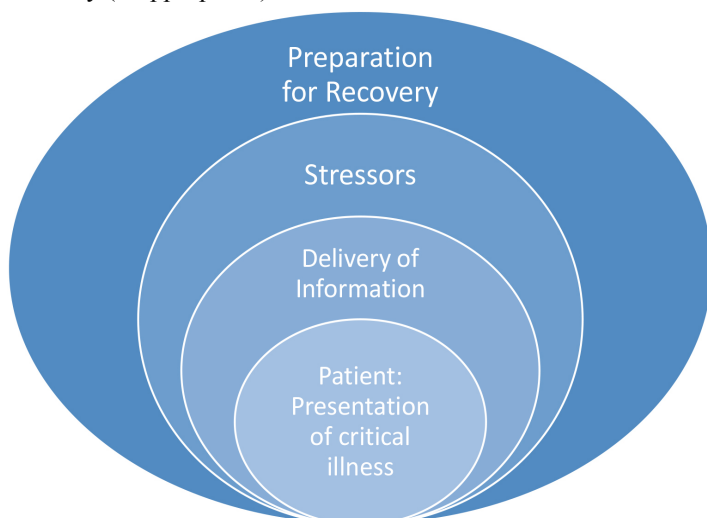 Preparation
for Recovery
Stressors
Delivery of
Information
Patient:
Presentation
of critical
illness